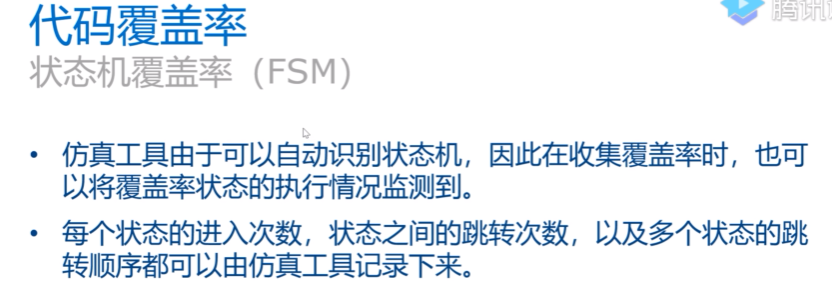 代码覆盖率
腾讯
状态机覆盖率（FSM）
• 仿真工具由于可以自动识别状态机，因此在收集覆盖率时，也可
以将覆盖率状态的执行情况监测到。
• 每个状态的进入次数，状态之间的跳转次数，以及多个状态的跳
转顺序都可以由仿真工具记录下来。